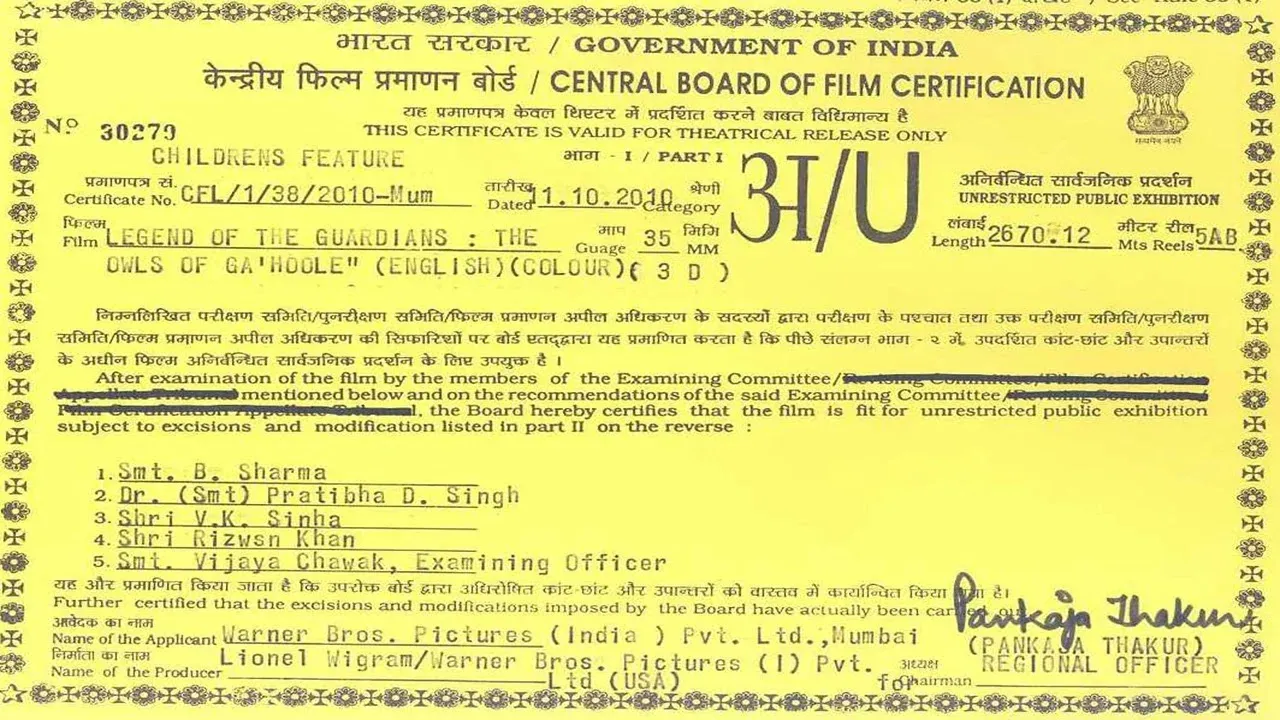 भारत सरकार / GOVERNMENT OF INDIA
केन्द्रीय फिल्म प्रमाणन बोर्ड / CENTRAL BOARD OF FILM CERTIFICATION
यह प्रमाणपत्र केवल थिएटर में प्रदर्शित करने बाबत विधिमान्य है
Nº 30279 THIS CERTIFICATE IS VALID FOR THEATRICAL RELEASE ONLY
CHILDRENS FEATURE भाग - I / PART I अ/U
प्रमाणपत्र सं. तारीख श्रेणी अनिर्बन्धित सार्वजनिक प्रदर्शन
Certificate No. CFL/1/38/2010-Mum Dated 11.10.2010 Category UNRESTRICTED PUBLIC EXHIBITION
फिल्म माप मिमि लंबाई मीटर रील
Film LEGEND OF THE GUARDIANS : THE Guage 35 MM Length 2670.12 Mts Reels 5AB.
OWLS OF GA'HOOLE" (ENGLISH)(COLOUR)( 3 D )
निम्नलिखित परीक्षण समिति/पुनरीक्षण समिति/फिल्म प्रमाणन अपील अधिकरण के सदस्यों द्वारा परीक्षण के पश्चात तथा उक्त परीक्षण समिति/पुनरीक्षण
समिति/फिल्म प्रमाणन अपील अधिकरण की सिफारिशों पर बोर्ड एतद्द्वारा यह प्रमाणित करता है कि पीछे संलग्न भाग - २ में, उपदर्शित कांट-छांट और उपान्तरों
के अधीन फिल्म अनिर्बन्धित सार्वजनिक प्रदर्शन के लिए उपयुक्त है ।
After examination of the film by the members of the Examining Committee/Revising Committee/Film Certification
Appellate Tribunal mentioned below and on the recommendations of the said Examining Committee/Revising Committee
Film Certification Appellate Tribunal, the Board hereby certifies that the film is fit for unrestricted public exhibition
subject to excisions and modification listed in part II on the reverse :
1. Smt. B. Sharma
2. Dr. (Smt) Pratibha D. Singh
3. Shri V.K. Sinha
4. Shri Rizwsn Khan
5. Smt. Vijaya Chawak, Examining Officer
यह और प्रमाणित किया जाता है कि उपरोक्त बोर्ड द्वारा अधिरोपित कांट-छांट और उपान्तरों को वास्तव में कार्यान्वित किया गया है।
Further certified that the excisions and modifications imposed by the Board have actually been carried out
Pankaja Thakur
आवेदक का नाम
Name of the Applicant Warner Bros. Pictures (India ) Pvt. Ltd.,Mumbai (PANKAJA THAKUR)
निर्माता का नाम Lionel Wigram/Warner Bros. Pictures (I) Pvt. अध्यक्ष REGIONAL OFFICER
Name of the Producer Ltd (USA) for Chairman